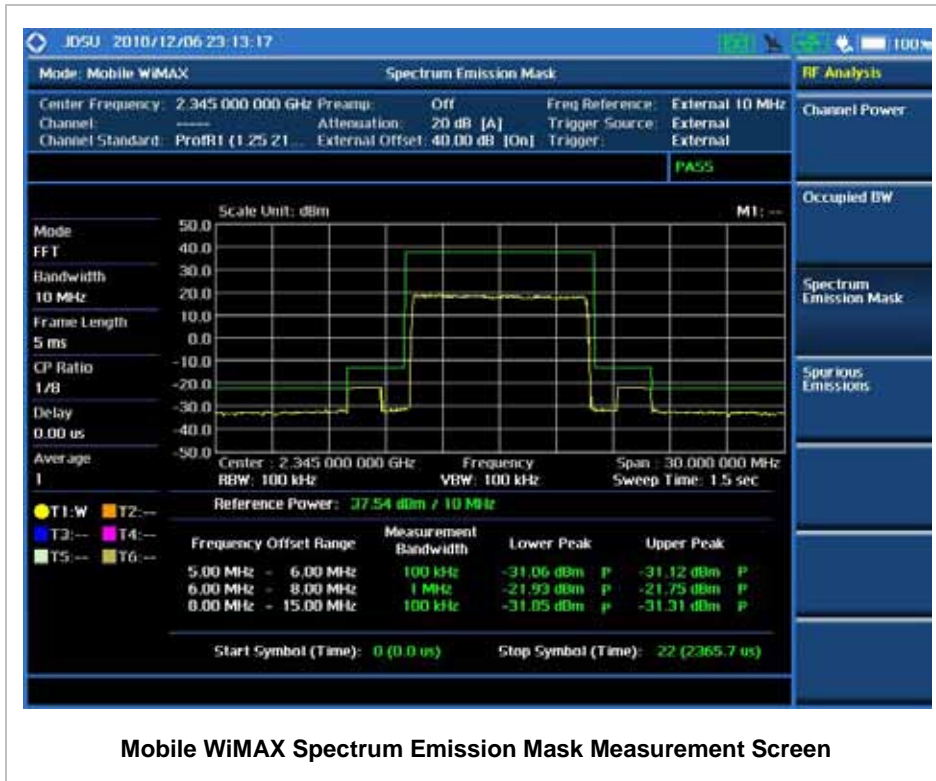 JDSU 2010/12/06 23:13:17
100%
Mode: Mobile WiMAX
Spectrum Emission Mask
RF Analysis
Center Frequency: 2.345 000 000 GHz
Preamp: Off
Freq Reference: External 10 MHz
Channel: -----
Attenuation: 20 dB [A]
Trigger Source: External
Channel Standard: ProfR1 (1.25 21...
External Offset: 40.00 dB [On]
Trigger: External
PASS
Channel Power
Occupied BW
Spectrum
Emission Mask
Spurious
Emissions
Scale Unit: dBm
M1: --
Mode
FFT
Bandwidth
10 MHz
Frame Length
5 ms
CP Ratio
1/8
Delay
0.00 us
Average
1
T1:W T2:--
T3:-- T4:--
T5:-- T6:--
50.0
40.0
30.0
20.0
10.0
0.0
-10.0
-20.0
-30.0
-40.0
-50.0
Center : 2.345 000 000 GHz
Frequency
Span : 30.000 000 MHz
RBW: 100 kHz
VBW: 100 kHz
Sweep Time: 1.5 sec
Reference Power: 37.54 dBm / 10 MHz
Frequency Offset Range
Measurement
Bandwidth
Lower Peak
Upper Peak
5.00 MHz - 6.00 MHz 100 kHz -31.06 dBm P -31.12 dBm P
6.00 MHz - 8.00 MHz 1 MHz -21.93 dBm P -21.75 dBm P
8.00 MHz - 15.00 MHz 100 kHz -31.85 dBm P -31.31 dBm P
Start Symbol (Time): 0 (0.0 us)
Stop Symbol (Time): 22 (2365.7 us)
Mobile WiMAX Spectrum Emission Mask Measurement Screen